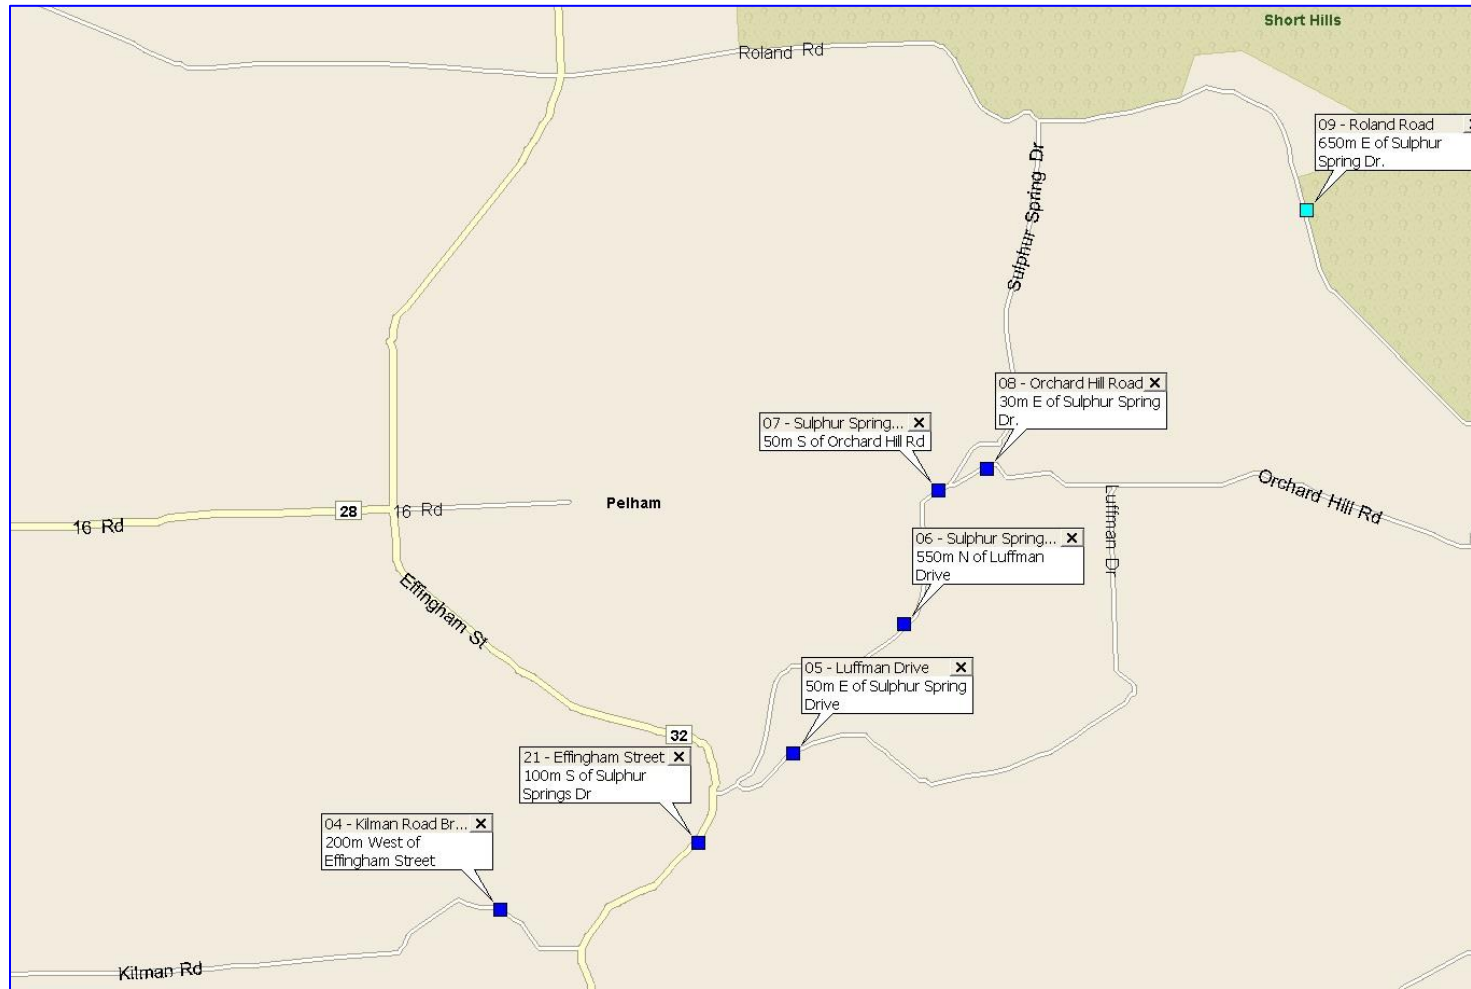 Short Hills
Roland Rd
09 - Roland Road
650m E of Sulphur
Spring Dr.
Sulphur Spring Dr
08 - Orchard Hill Road
30m E of Sulphur Spring
Dr.
07 - Sulphur Spring...
50m S of Orchard Hill Rd
Orchard Hill Rd
Luffman Dr
Pelham
28
16 Rd
16 Rd
06 - Sulphur Spring...
550m N of Luffman
Drive
Effingham St
05 - Luffman Drive
50m E of Sulphur Spring
Drive
32
21 - Effingham Street
100m S of Sulphur
Springs Dr
04 - Kilman Road Br...
200m West of
Effingham Street
Kilman Rd